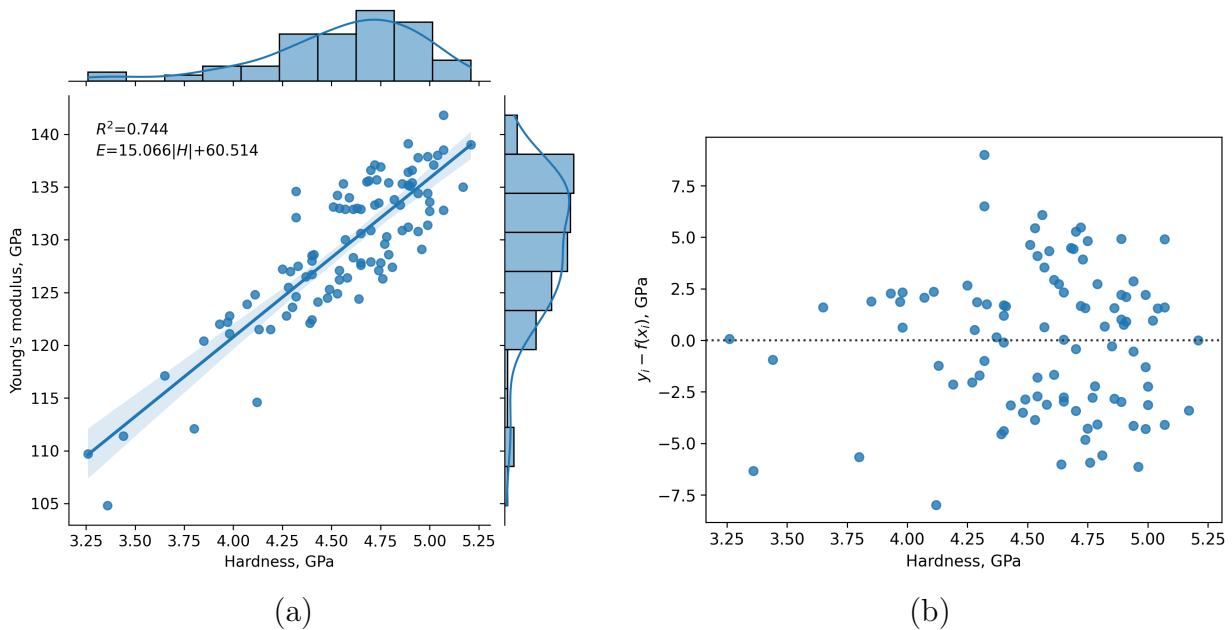 R²=0.744
E=15.066|H|+60.514
Young's modulus, GPa
140
135
130
125
120
115
110
105
3.25 3.50 3.75 4.00 4.25 4.50 4.75 5.00 5.25
Hardness, GPa
(a)
yᵢ − f(xᵢ), GPa
7.5
5.0
2.5
0.0
−2.5
−5.0
−7.5
3.25 3.50 3.75 4.00 4.25 4.50 4.75 5.00 5.25
Hardness, GPa
(b)